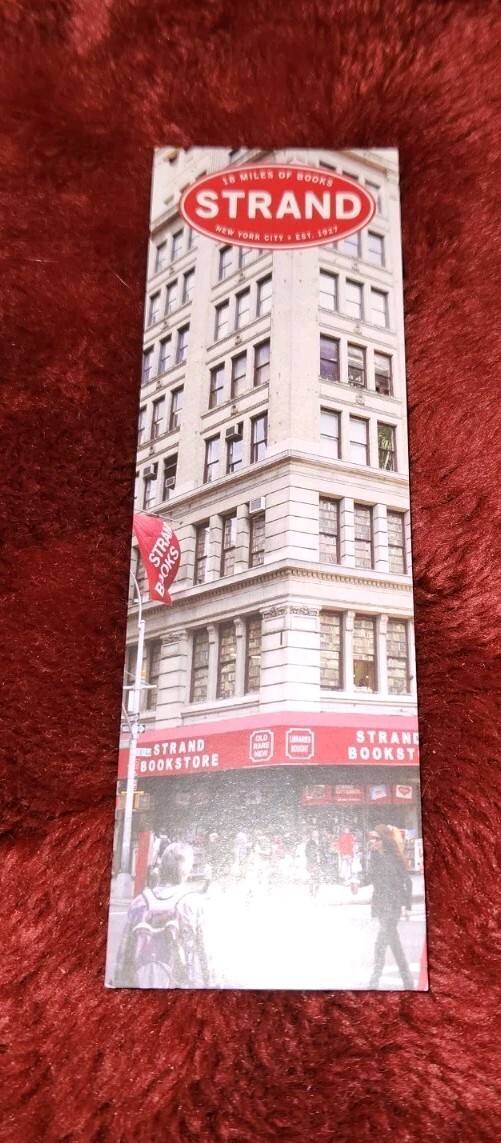 18 MILES OF BOOKS
STRAND
NEW YORK CITY • EST. 1927
STRAND
BOOKS
STRAND
BOOKSTORE
OLD
RARE
NEW
LIBRARIES
BOUGHT
STRAND
BOOKST